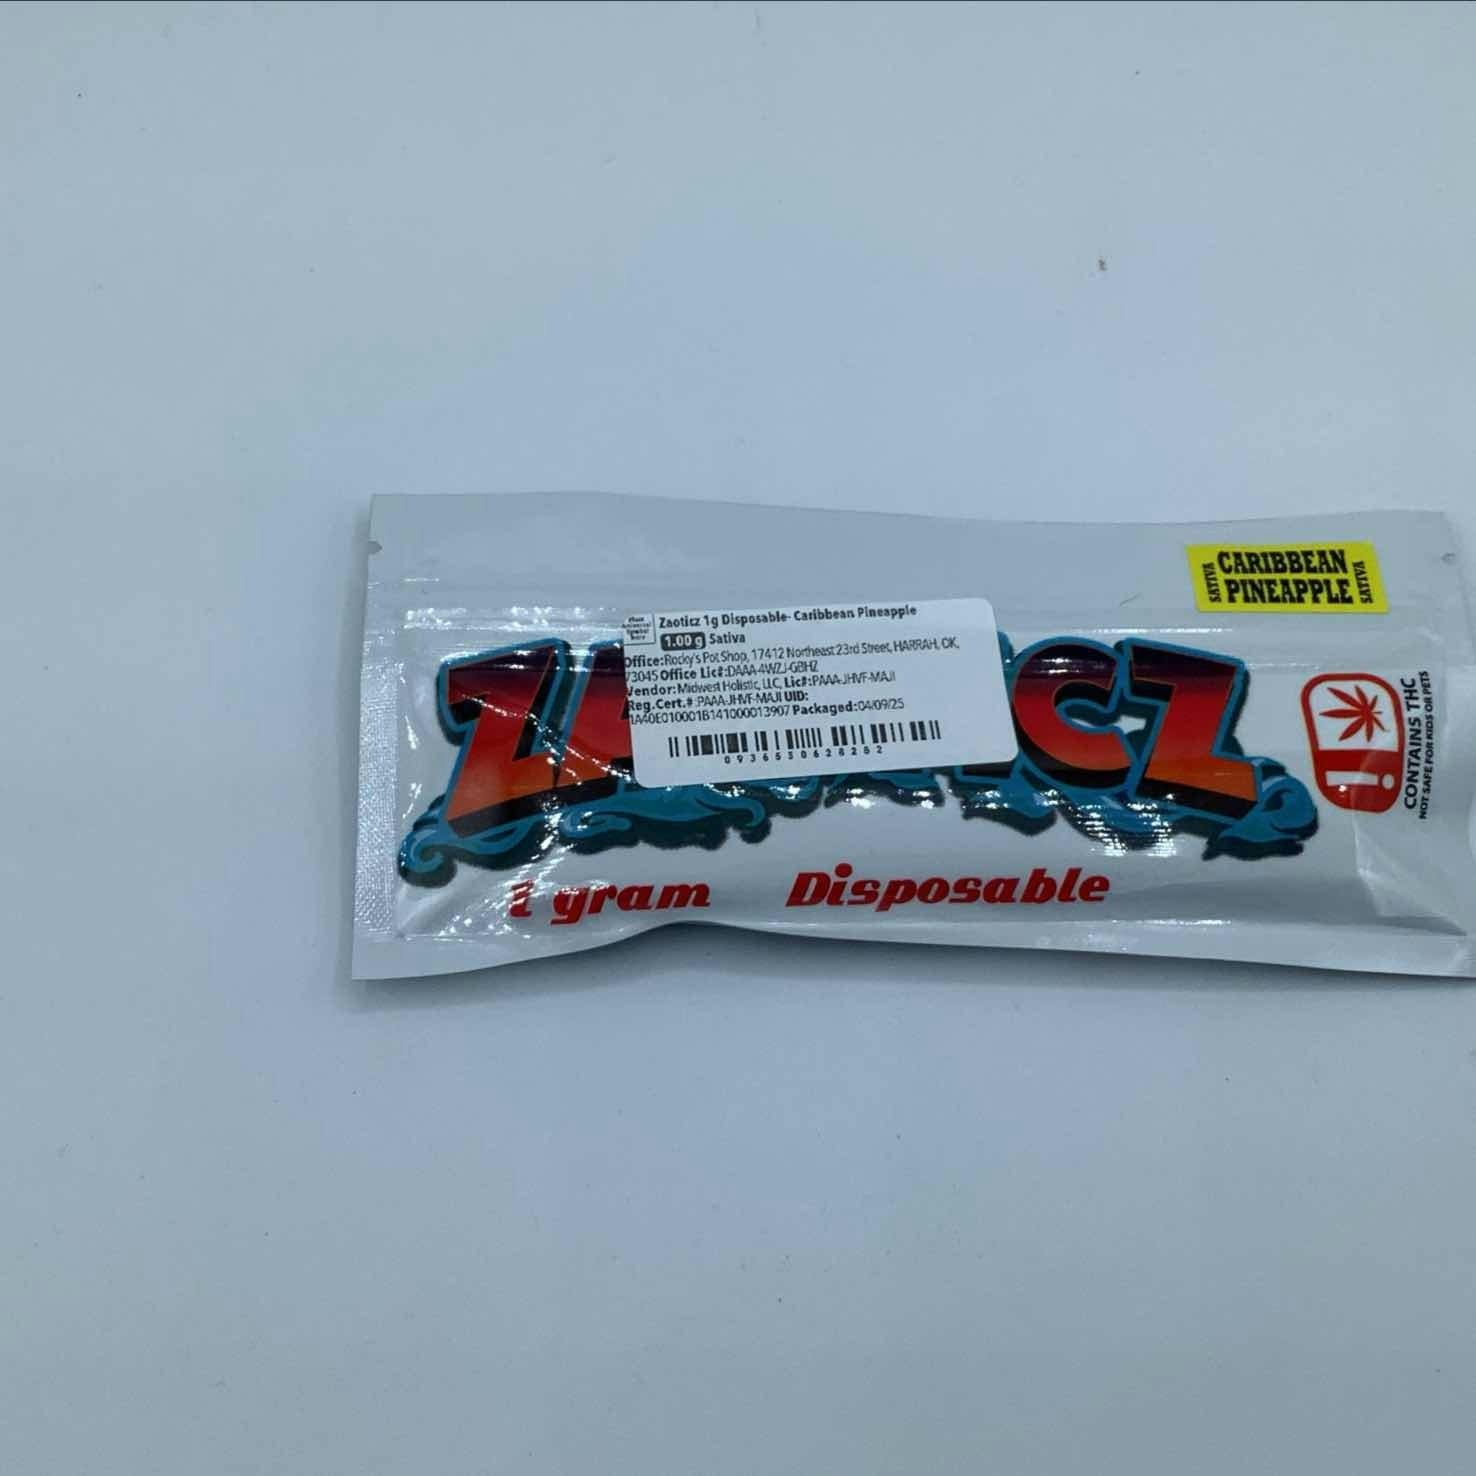 CARIBBEAN
PINEAPPLE
SATIVA
SATIVA
Zaoticz 1g Disposable- Caribbean Pineapple
1.00 g Sativa
Office:Rocky's Pot Shop, 17412 Northeast 23rd Street, HARRAH, OK,
73045 Office Lic#:DAAA-4WZJ-GBHZ
Vendor: Midwest Holistic, LLC, Lic#:PAAA-JHVF-MAJI
Reg.Cert.#:PAAA-JHVF-MAJI UID:
1A40E010001B141000013907 Packaged:04/09/25
093655306282 82
CONTAINS THC
NOT SAFE FOR KIDS OR PETS
1 gram Disposable